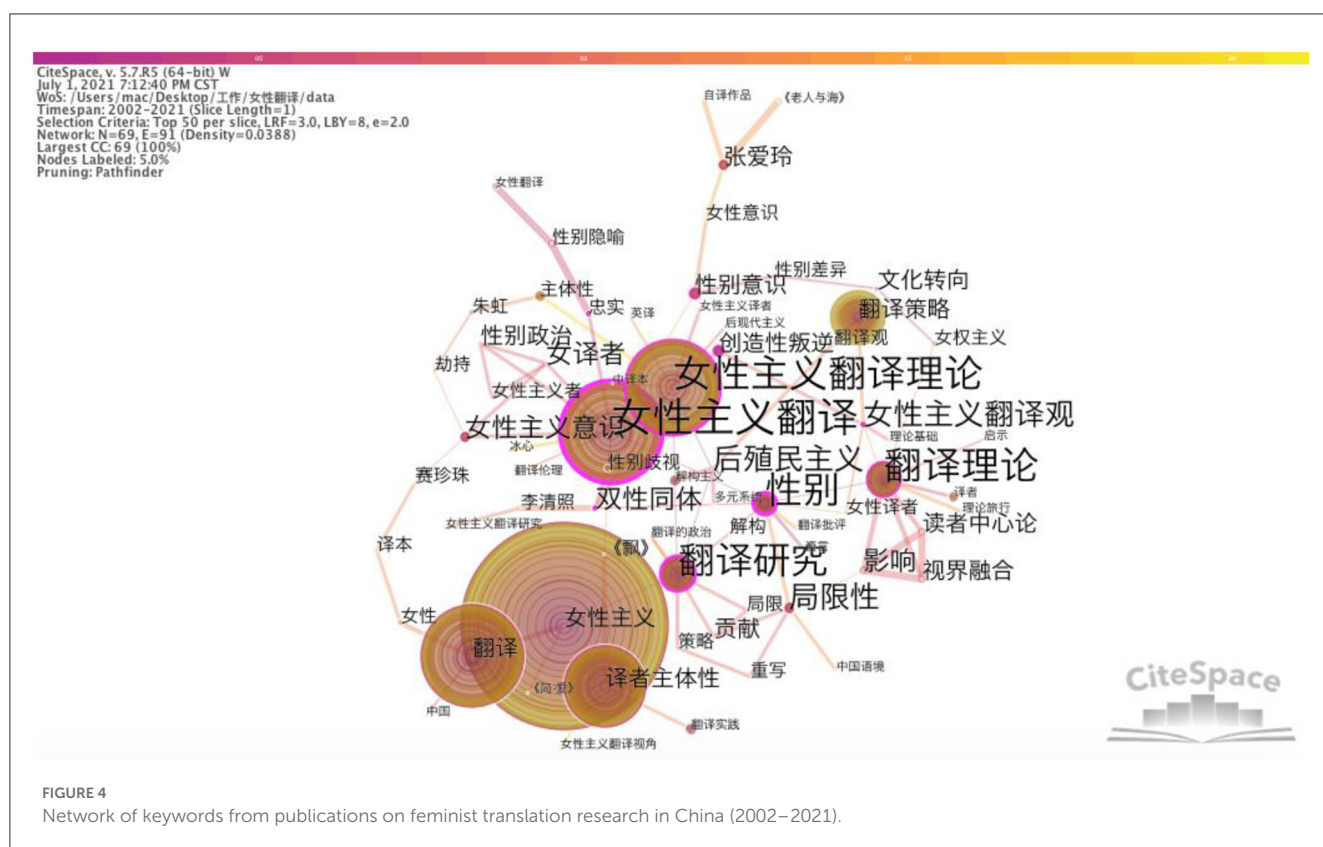 05 10 15 20
CiteSpace, v. 5.7.R5 (64-bit) W
July 1, 2021 7:12:40 PM CST
WoS: /Users/mac/Desktop/工作/女性翻译/data
Timespan: 2002-2021 (Slice Length=1)
Selection Criteria: Top 50 per slice, LRF=3.0, LBY=8, e=2.0
Network: N=69, E=91 (Density=0.0388)
Largest CC: 69 (100%)
Nodes Labeled: 5.0%
Pruning: Pathfinder
自译作品
《老人与海》
张爱玲
女性翻译
女性意识
性别隐喻
性别差异
文化转向
主体性
性别意识
朱虹
忠实
英译
女性主义译者
翻译策略
后现代主义
性别政治
女译者
创造性叛逆
翻译观
女权主义
劫持
女性主义翻译理论
女性主义者
中译本
女性主义意识
女性主义翻译
女性主义翻译观
冰心
理论基础
启示
翻译伦理
性别歧视
后殖民主义
翻译理论
赛珍珠
解构主义
李清照
双性同体
多元系统
性别
女性译者
译者
理论旅行
女性主义翻译研究
翻译的政治
解构
翻译批评
读者中心论
译本
《飘》
翻译研究
影响
视界融合
女性
女性主义
局限
局限性
翻译
策略
贡献
中国语境
译者主体性
重写
《简·爱》
中国
翻译实践
女性主义翻译视角
CiteSpace
FIGURE 4
Network of keywords from publications on feminist translation research in China (2002–2021).